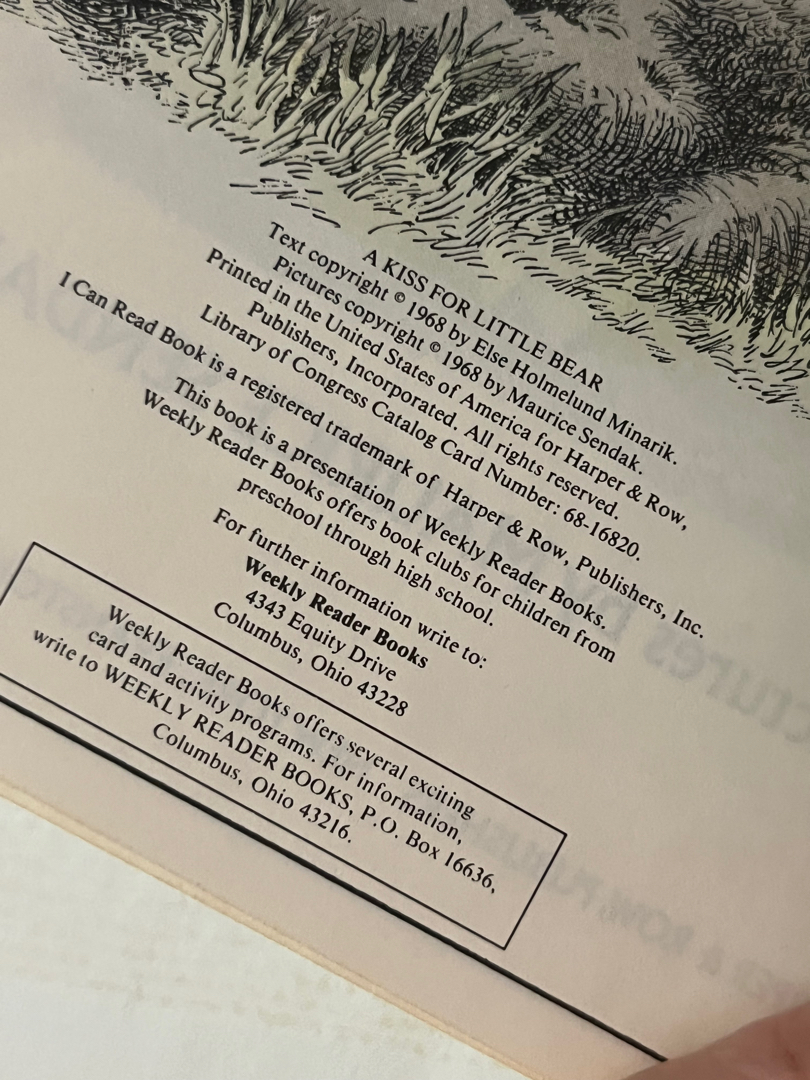 A KISS FOR LITTLE BEAR
Text copyright © 1968 by Else Holmelund Minarik.
Pictures copyright © 1968 by Maurice Sendak.
Printed in the United States of America for Harper & Row,
Publishers, Incorporated. All rights reserved.
Library of Congress Catalog Card Number: 68-16820.
I Can Read Book is a registered trademark of Harper & Row, Publishers, Inc.
This book is a presentation of Weekly Reader Books.
Weekly Reader Books offers book clubs for children from
preschool through high school.
For further information write to:
Weekly Reader Books
4343 Equity Drive
Columbus, Ohio 43228
Weekly Reader Books offers several exciting
card and activity programs. For information,
write to WEEKLY READER BOOKS, P.O. Box 16636,
Columbus, Ohio 43216.